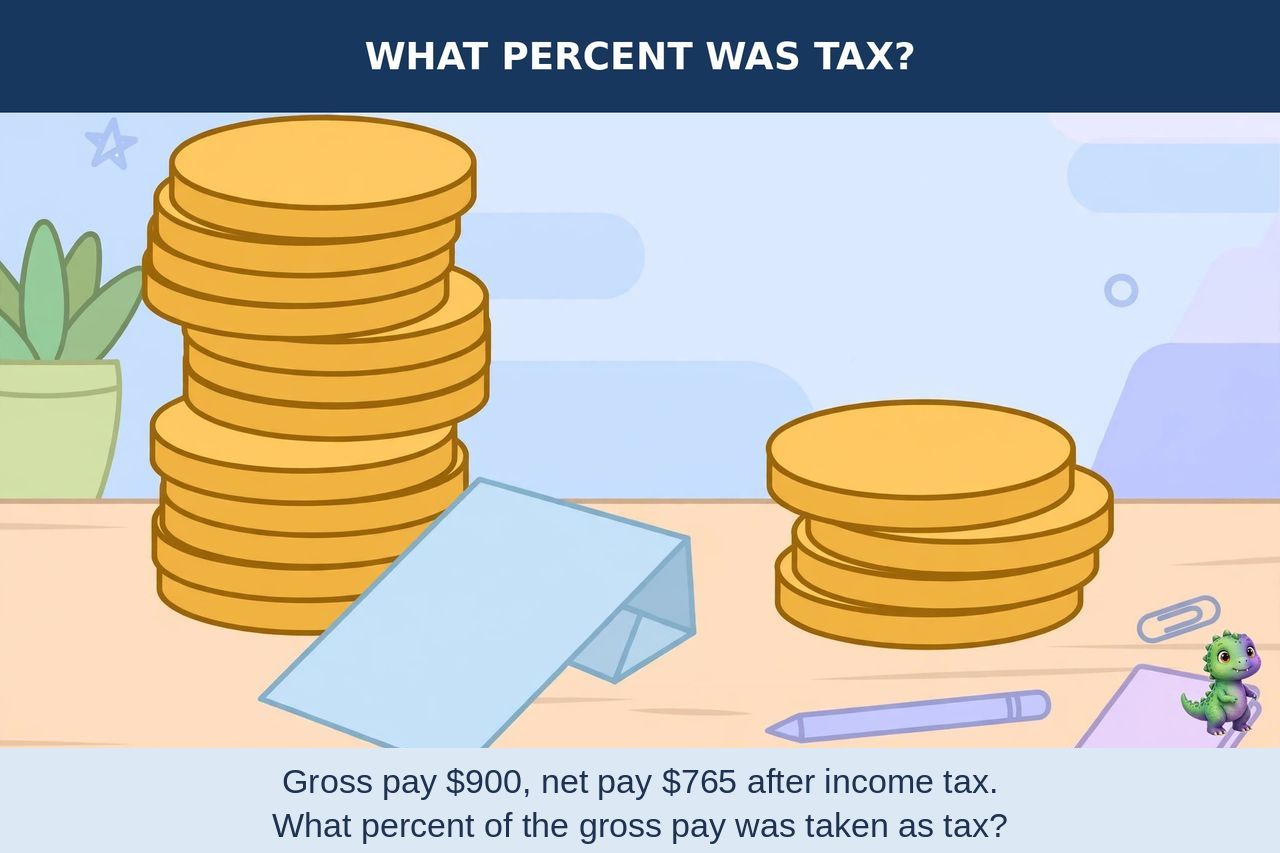 WHAT PERCENT WAS TAX?
Gross pay $900, net pay $765 after income tax.
What percent of the gross pay was taken as tax?